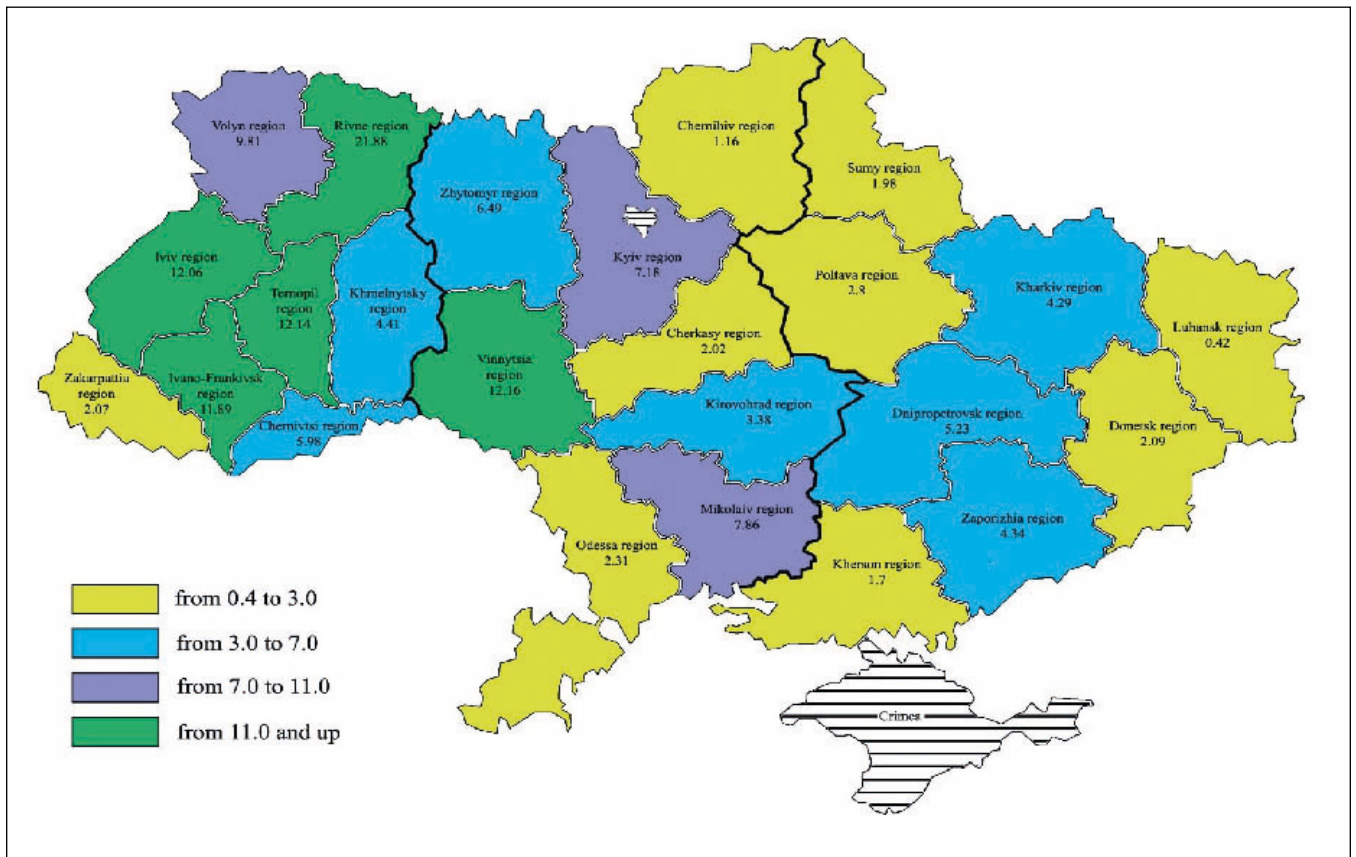 Volyn region
9.81
Rivne region
21.88
Zhytomyr region
6.49
Chernihiv region
1.16
Sumy region
1.98
Kyiv region
7.18
lviv region
12.06
Ternopil
region
12.14
Khmelnytsky
region
4.41
Poltava region
2.8
Kharkiv region
4.29
Luhansk region
0.42
Cherkasy region
2.02
Vinnytsia
region
12.16
Zakarpattia
region
2.07
Ivano-Frankivsk
region
11.89
Chernivtsi region
5.98
Kirovohrad region
3.38
Dnipropetrovsk region
5.23
Donetsk region
2.09
Mikolaiv region
7.86
Zaporizhia region
4.34
Odessa region
2.31
Kherson region
1.7
from 0.4 to 3.0
from 3.0 to 7.0
from 7.0 to 11.0
from 11.0 and up
Crimea